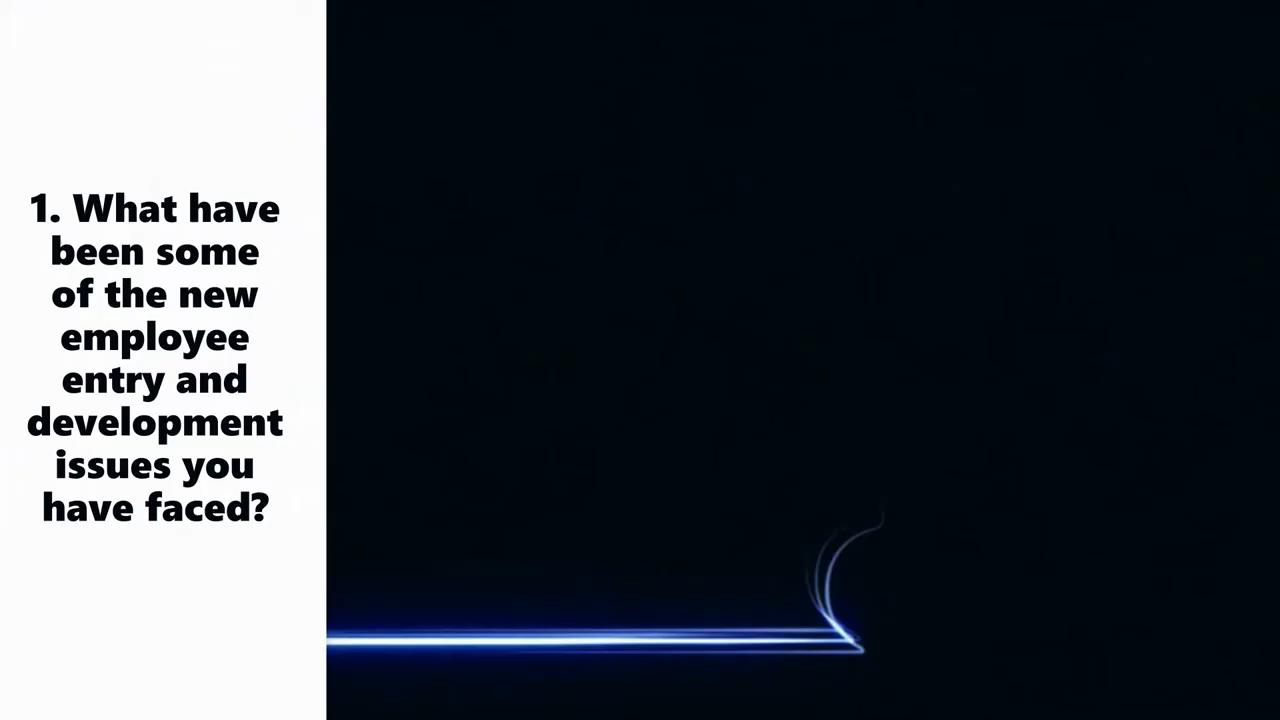 1. What have
been some
of the new
employee
entry and
development
issues you
have faced?